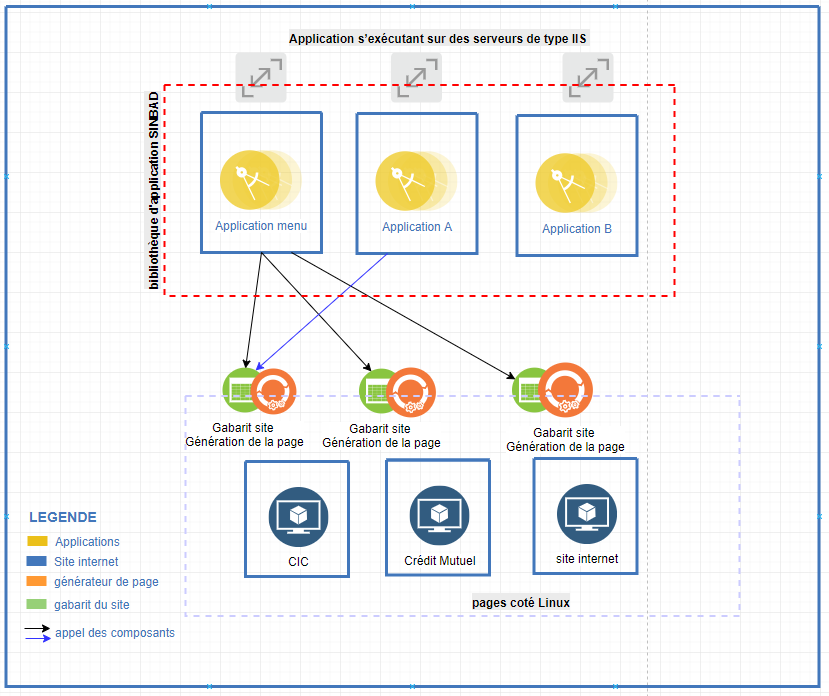 Application s'exécutant sur des serveurs de type IIS
bibliothèque d'application SINBAD
Application menu
Application A
Application B
Gabarit site
Génération de la page
Gabarit site
Génération de la page
Gabarit site
Génération de la page
CIC
Crédit Mutuel
site internet
pages coté Linux
LEGENDE
Applications
Site internet
générateur de page
gabarit du site
appel des composants